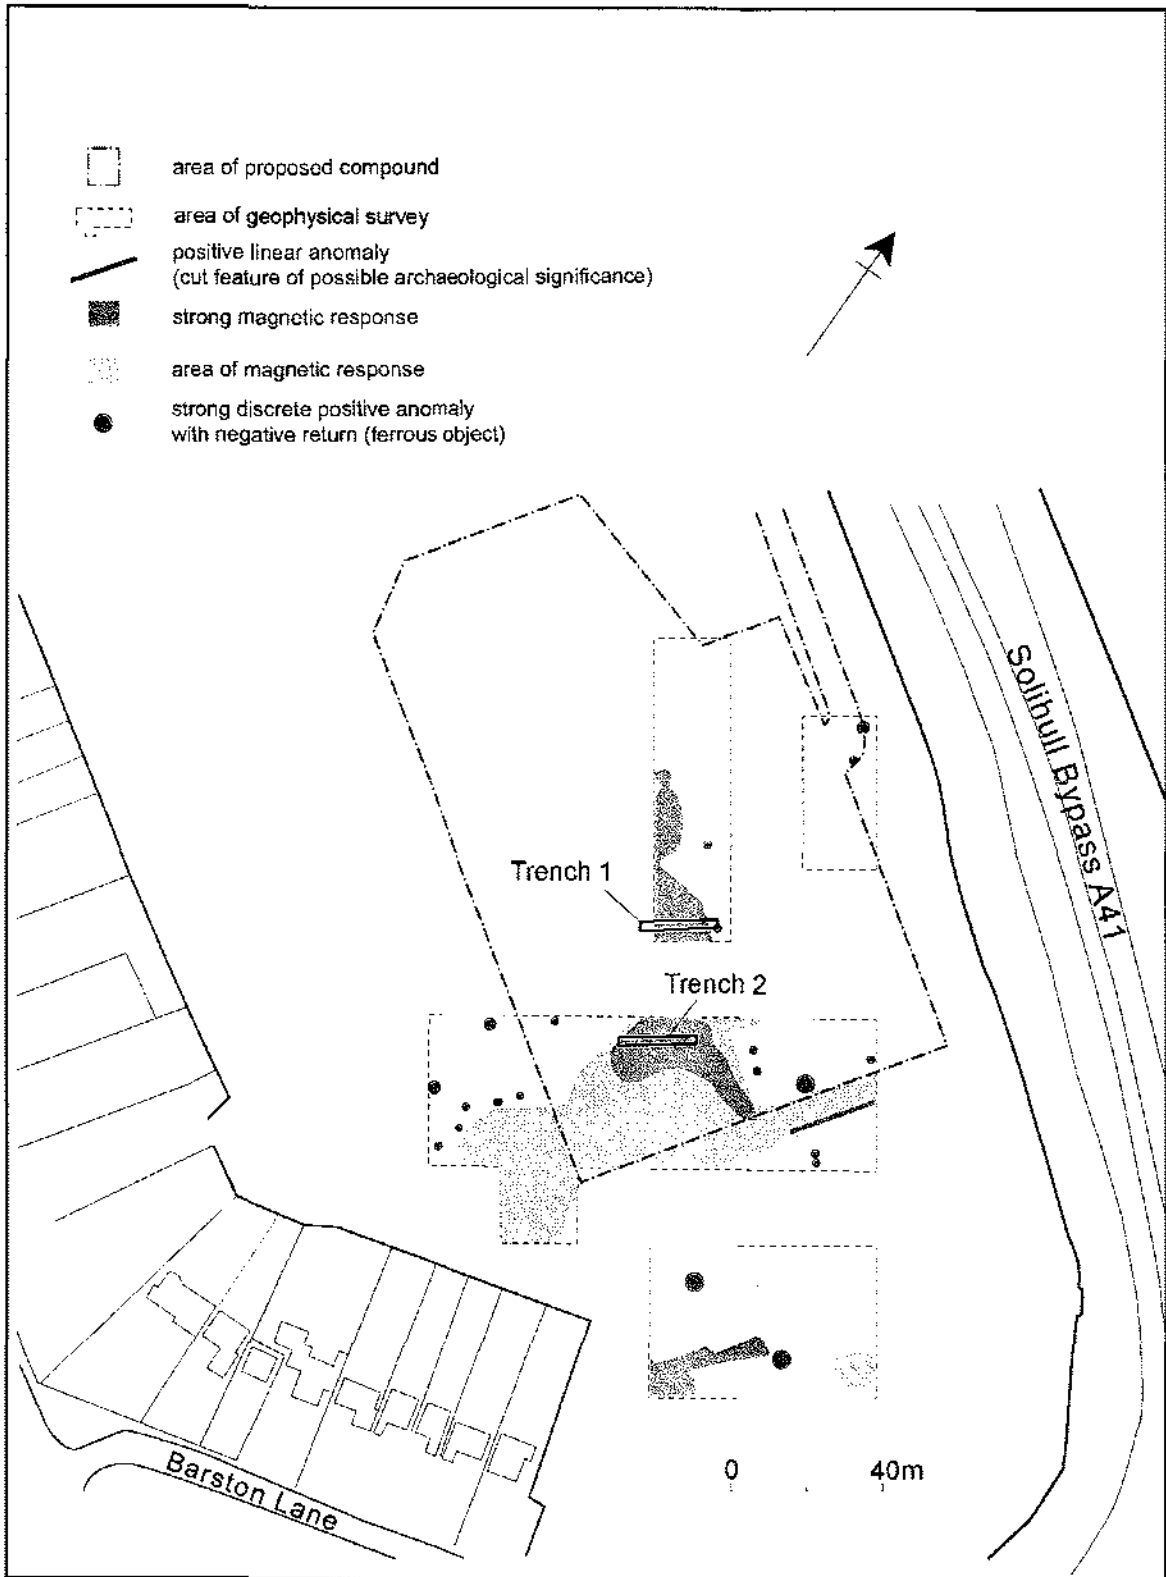 area of proposed compound
area of geophysical survey
positive linear anomaly
(cut feature of possible archaeological significance)
strong magnetic response
area of magnetic response
strong discrete positive anomaly
with negative return (ferrous object)
Solihull Bypass A41
Trench 1
Trench 2
Barston Lane
0 40m